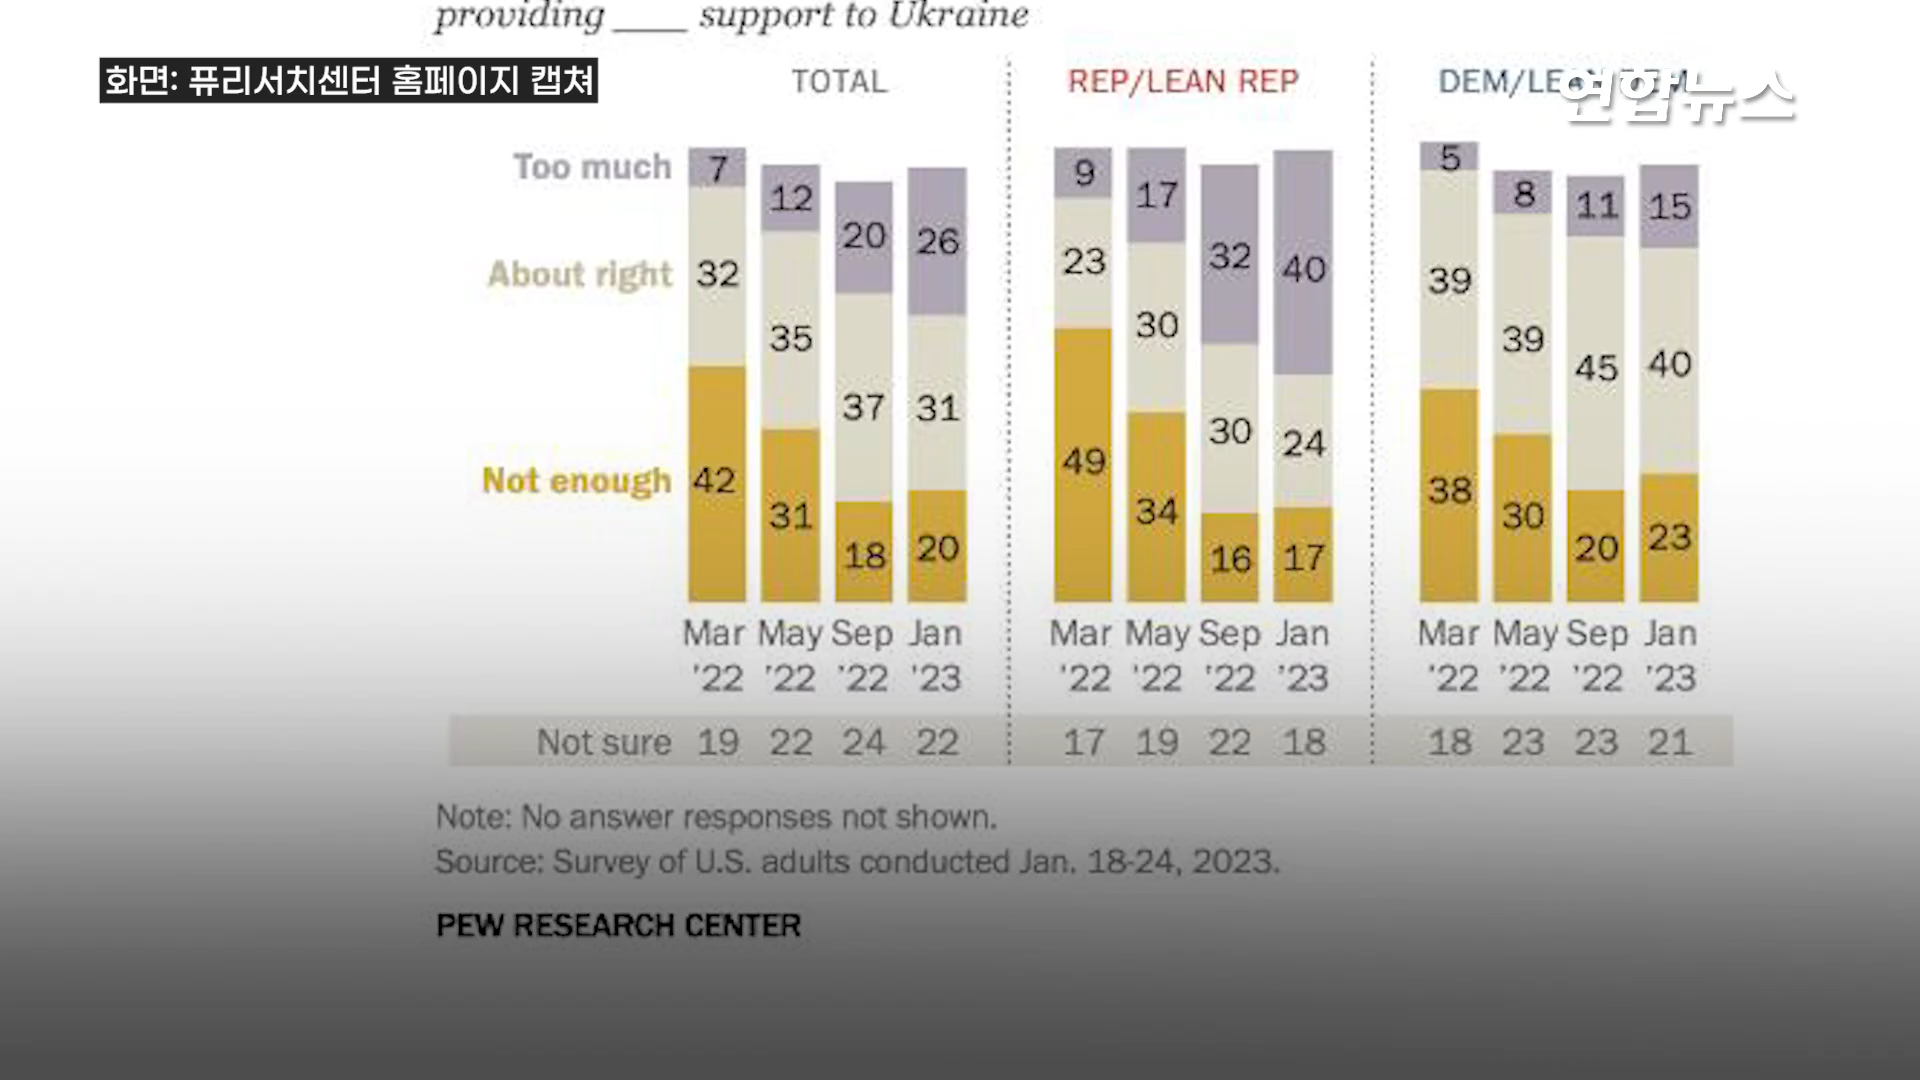 providing ____ support to Ukraine
화면: 퓨리서치센터 홈페이지 캡쳐
연합뉴스
TOTAL
REP/LEAN REP
DEM/LEAN DEM
Too much
7 12 20 26 9 17 32 40 5 8 11 15
About right
32 35 37 31 23 30 30 24 39 39 45 40
Not enough
42 31 18 20 49 34 16 17 38 30 20 23
Mar May Sep Jan Mar May Sep Jan Mar May Sep Jan
'22 '22 '22 '23 '22 '22 '22 '23 '22 '22 '22 '23
Not sure 19 22 24 22 17 19 22 18 18 23 23 21
Note: No answer responses not shown.
Source: Survey of U.S. adults conducted Jan. 18-24, 2023.
PEW RESEARCH CENTER